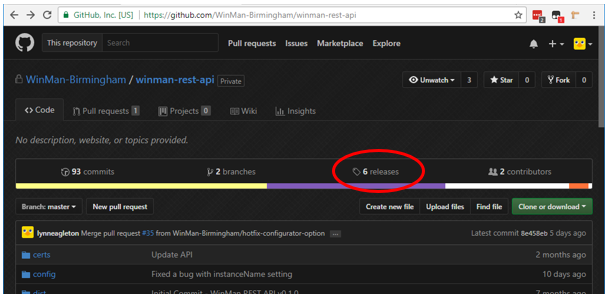 GitHub, Inc. [US] https://github.com/WinMan-Birmingham/winman-rest-api
This repository Search Pull requests Issues Marketplace Explore
WinMan-Birmingham / winman-rest-api Private Unwatch 3 Star 0 Fork 0
Code Pull requests 1 Projects 0 Wiki Insights
No description, website, or topics provided.
93 commits 2 branches 6 releases 2 contributors
Branch: master New pull request Create new file Upload files Find file Clone or download
lynneagleton Merge pull request #35 from WinMan-Birmingham/hotfix-configurator-option ... Latest commit 8e458eb 5 days ago
certs Update API 2 months ago
config Fixed a bug with instanceName setting 10 days ago
dist Initial Commit - WinMan REST API v0.1.0 7 months ago